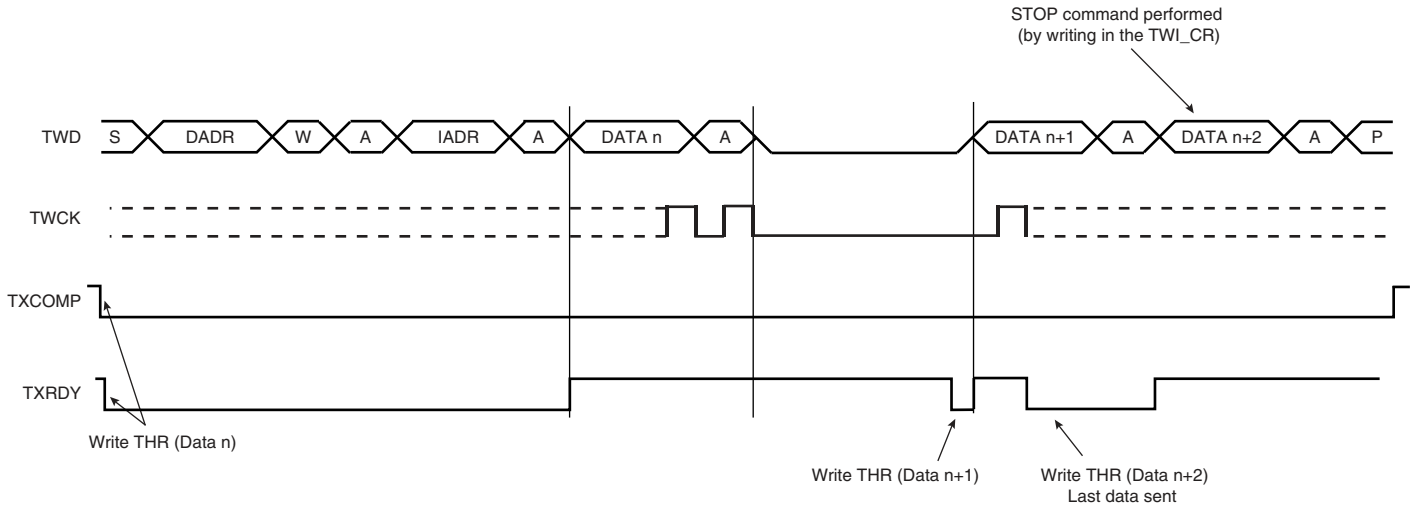 STOP command performed
(by writing in the TWI_CR)
TWD S DADR W A IADR A DATA n A DATA n+1 A DATA n+2 A P
TWCK
TXCOMP
TXRDY
Write THR (Data n)
Write THR (Data n+1)
Write THR (Data n+2)
Last data sent